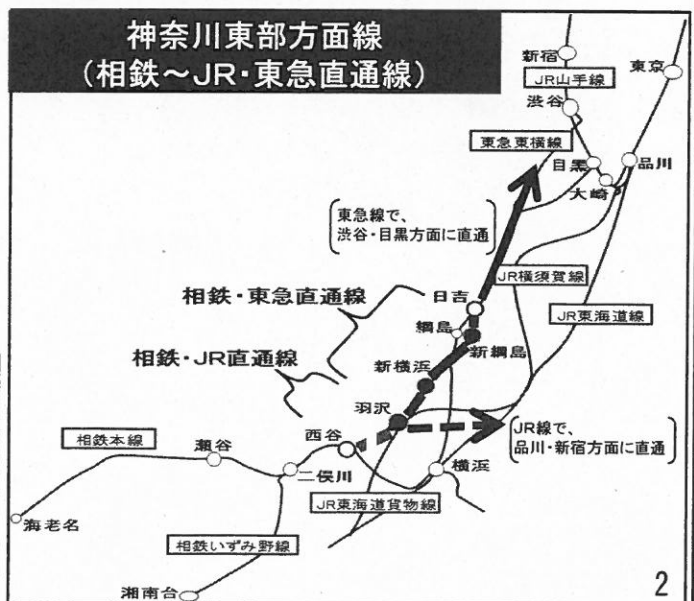 神奈川東部方面線
(相鉄～JR・東急直通線)
新宿
東京
JR山手線
渋谷
東急東横線
目黒
品川
大崎
東急線で、
渋谷・目黒方面に直通
JR横須賀線
相鉄・東急直通線
日吉
JR東海道線
綱島
新綱島
相鉄・JR直通線
新横浜
羽沢
西谷
JR線で、
品川・新宿方面に直通
相鉄本線
瀬谷
二俣川
横浜
JR東海道貨物線
海老名
相鉄いずみ野線
湘南台
2